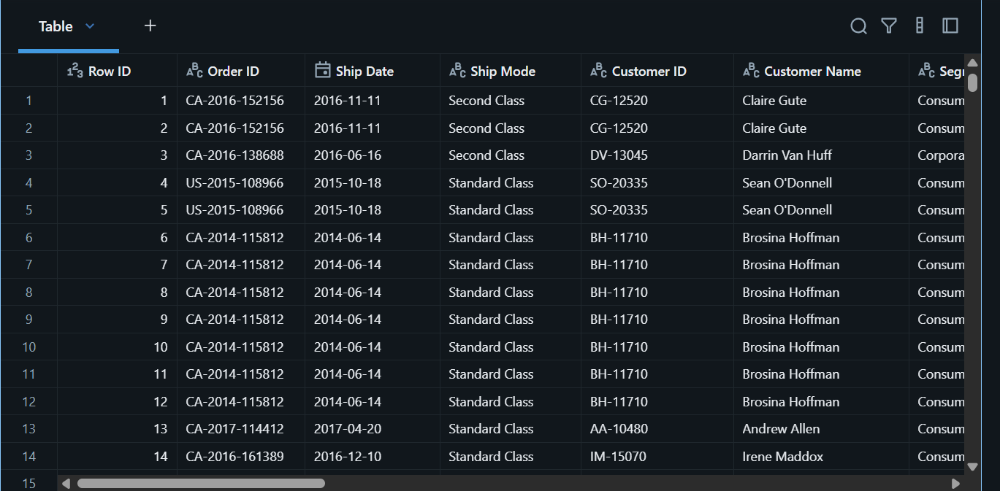 Table
123 Row ID ABC Order ID Ship Date ABC Ship Mode ABC Customer ID ABC Customer Name ABC Seg
1 1 CA-2016-152156 2016-11-11 Second Class CG-12520 Claire Gute Consum
2 2 CA-2016-152156 2016-11-11 Second Class CG-12520 Claire Gute Consum
3 3 CA-2016-138688 2016-06-16 Second Class DV-13045 Darrin Van Huff Corpora
4 4 US-2015-108966 2015-10-18 Standard Class SO-20335 Sean O'Donnell Consum
5 5 US-2015-108966 2015-10-18 Standard Class SO-20335 Sean O'Donnell Consum
6 6 CA-2014-115812 2014-06-14 Standard Class BH-11710 Brosina Hoffman Consum
7 7 CA-2014-115812 2014-06-14 Standard Class BH-11710 Brosina Hoffman Consum
8 8 CA-2014-115812 2014-06-14 Standard Class BH-11710 Brosina Hoffman Consum
9 9 CA-2014-115812 2014-06-14 Standard Class BH-11710 Brosina Hoffman Consum
10 10 CA-2014-115812 2014-06-14 Standard Class BH-11710 Brosina Hoffman Consum
11 11 CA-2014-115812 2014-06-14 Standard Class BH-11710 Brosina Hoffman Consum
12 12 CA-2014-115812 2014-06-14 Standard Class BH-11710 Brosina Hoffman Consum
13 13 CA-2017-114412 2017-04-20 Standard Class AA-10480 Andrew Allen Consum
14 14 CA-2016-161389 2016-12-10 Standard Class IM-15070 Irene Maddox Consum
15